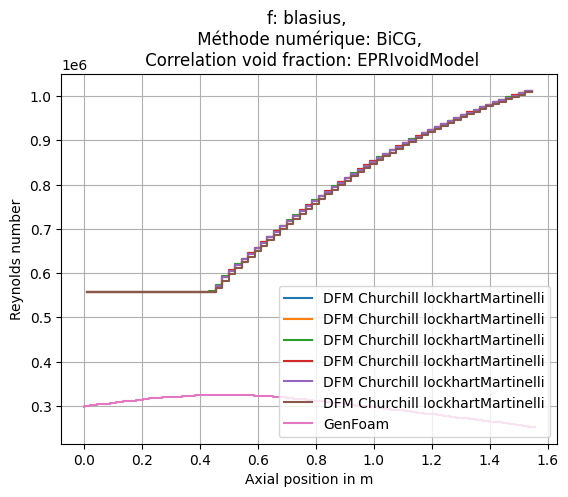 f: blasius,
Méthode numérique: BiCG,
Correlation void fraction: EPRIvoidModel
1e6
1.0
0.9
0.8
0.7
0.6
0.5
0.4
0.3
Reynolds number
DFM Churchill lockhartMartinelli
DFM Churchill lockhartMartinelli
DFM Churchill lockhartMartinelli
DFM Churchill lockhartMartinelli
DFM Churchill lockhartMartinelli
DFM Churchill lockhartMartinelli
GenFoam
0.0 0.2 0.4 0.6 0.8 1.0 1.2 1.4 1.6
Axial position in m